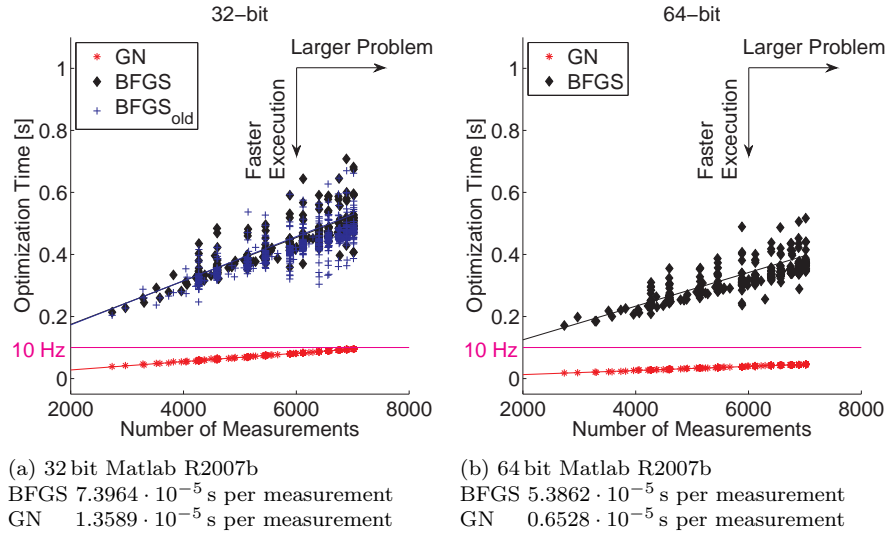 32−bit
GN
BFGS
BFGS_old
Larger Problem
Faster
Excecution
1
0.8
0.6
0.4
0.2
10 Hz
0
Optimization Time [s]
2000 4000 6000 8000
Number of Measurements
(a) 32 bit Matlab R2007b
BFGS 7.3964 · 10⁻⁵ s per measurement
GN 1.3589 · 10⁻⁵ s per measurement
64−bit
GN
BFGS
Larger Problem
Faster
Excecution
1
0.8
0.6
0.4
0.2
10 Hz
0
Optimization Time [s]
2000 4000 6000 8000
Number of Measurements
(b) 64 bit Matlab R2007b
BFGS 5.3862 · 10⁻⁵ s per measurement
GN 0.6528 · 10⁻⁵ s per measurement